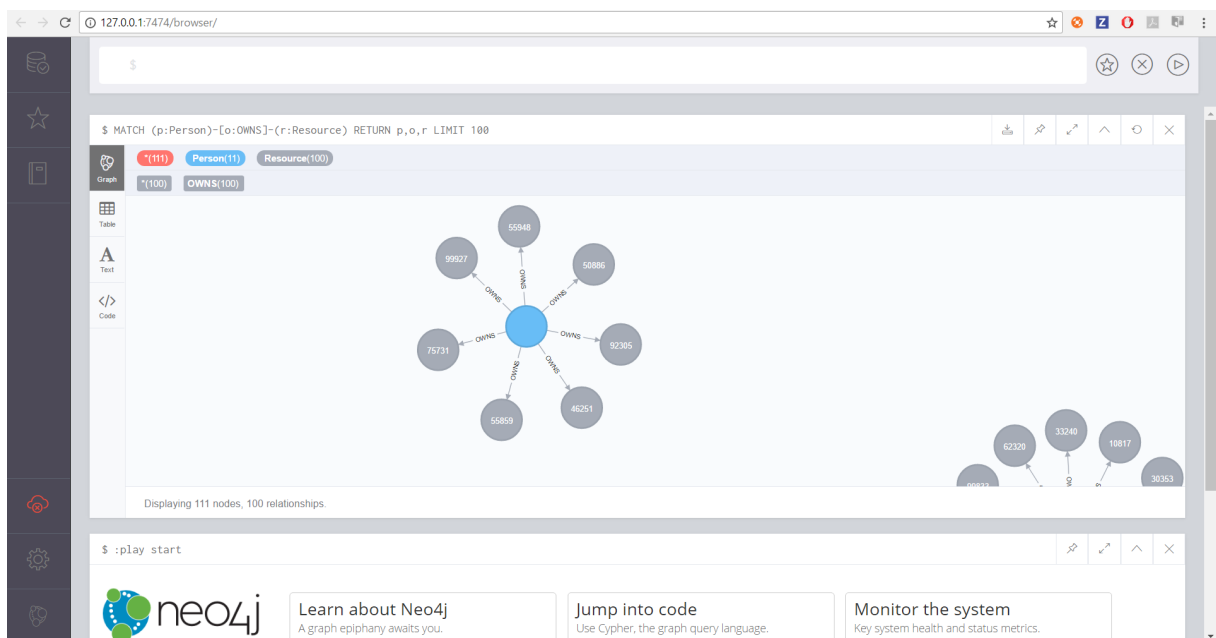 127.0.0.1:7474/browser/
$
$ MATCH (p:Person)-[o:OWNS]-(r:Resource) RETURN p,o,r LIMIT 100
Graph
*(111) Person(11) Resource(100)
*(100) OWNS(100)
Table
Text
Code
55948
99927
50886
OWNS
OWNS
OWNS
75731
OWNS
OWNS
92305
OWNS
OWNS
55859
46251
33240
62320
10817
30353
Displaying 111 nodes, 100 relationships.
$ :play start
neo4j
Learn about Neo4j
A graph epiphany awaits you.
Jump into code
Use Cypher, the graph query language.
Monitor the system
Key system health and status metrics.